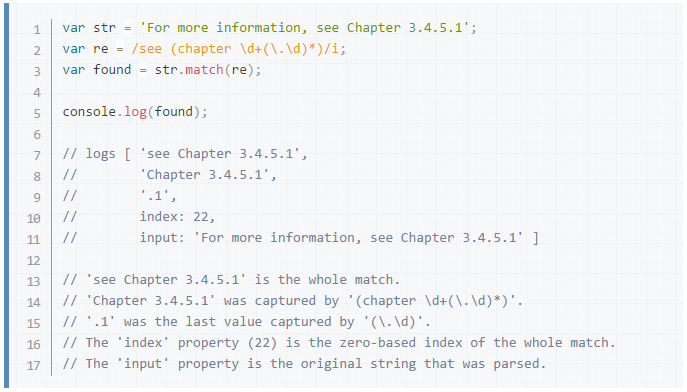 1 var str = 'For more information, see Chapter 3.4.5.1';
2 var re = /see (chapter \d+(\.\d)*)/i;
3 var found = str.match(re);
4
5 console.log(found);
6
7 // logs [ 'see Chapter 3.4.5.1',
8 //        'Chapter 3.4.5.1',
9 //        '.1',
10 //        index: 22,
11 //        input: 'For more information, see Chapter 3.4.5.1' ]
12
13 // 'see Chapter 3.4.5.1' is the whole match.
14 // 'Chapter 3.4.5.1' was captured by '(chapter \d+(\.\d)*)'.
15 // '.1' was the last value captured by '(\.\d)'.
16 // The 'index' property (22) is the zero-based index of the whole match.
17 // The 'input' property is the original string that was parsed.